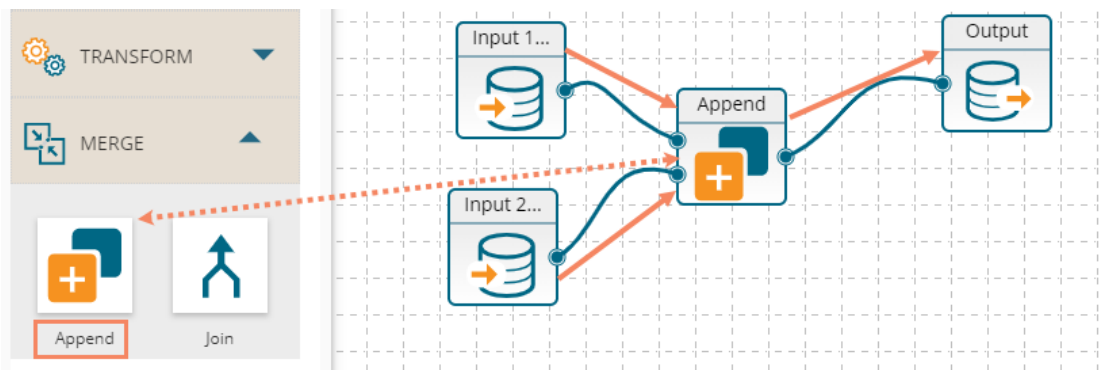 TRANSFORM
MERGE
Append
Join
Input 1...
Input 2...
Append
Output